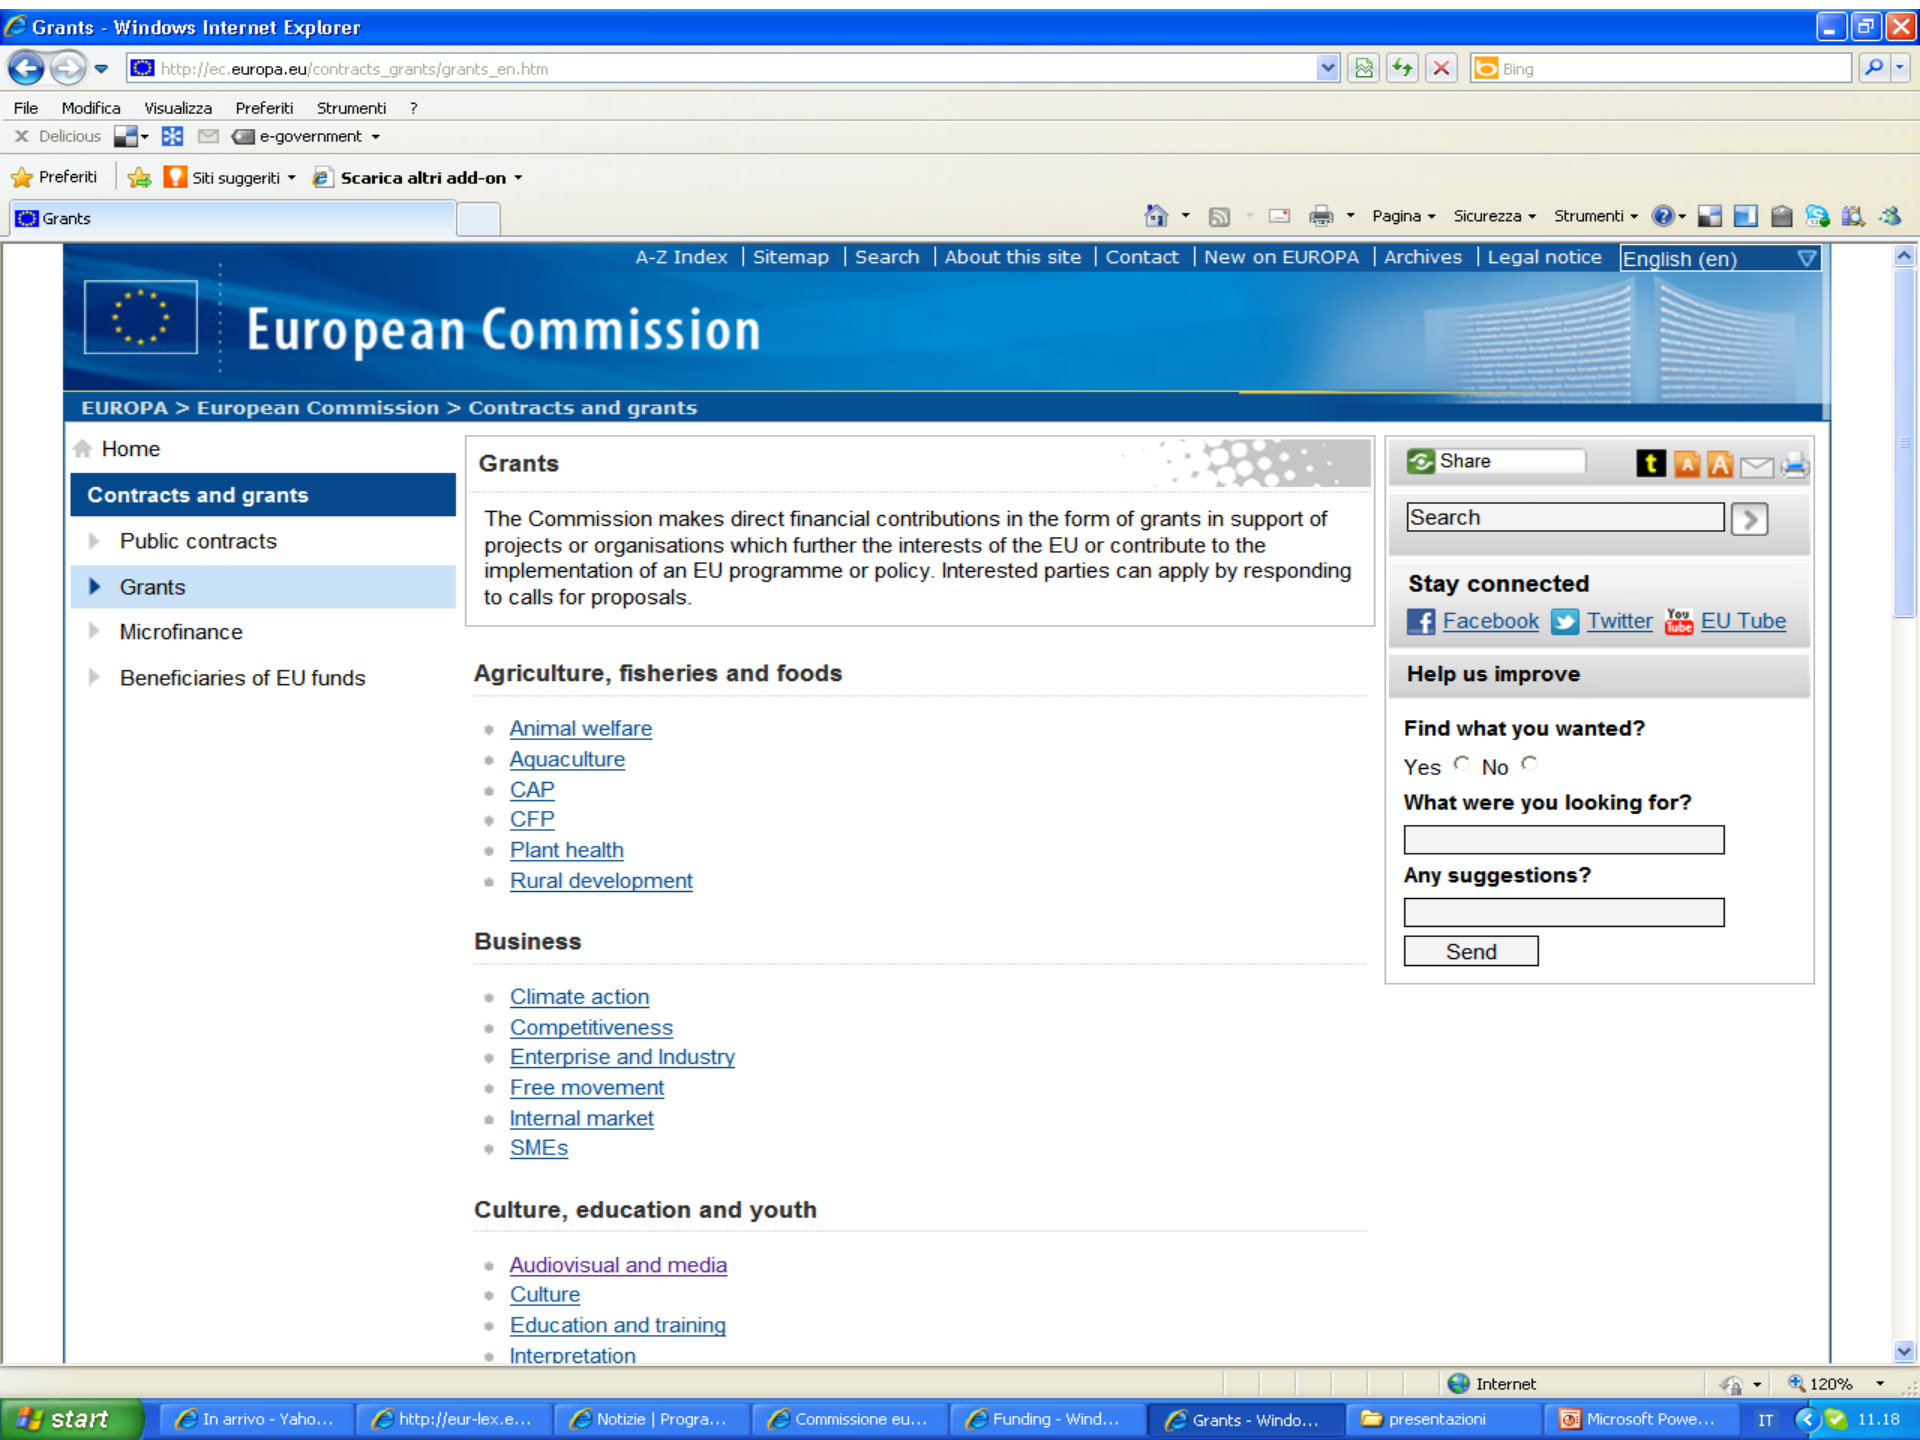 Grants - Windows Internet Explorer
http://ec.europa.eu/contracts_grants/grants_en.htm
Bing
File Modifica Visualizza Preferiti Strumenti ?
X Delicious e-government
Preferiti Siti suggeriti Scarica altri add-on
Grants Pagina Sicurezza Strumenti
A-Z Index | Sitemap | Search | About this site | Contact | New on EUROPA | Archives | Legal notice English (en)
European Commission
EUROPA > European Commission > Contracts and grants
Home
Contracts and grants
Public contracts
Grants
Microfinance
Beneficiaries of EU funds
Grants
The Commission makes direct financial contributions in the form of grants in support of
projects or organisations which further the interests of the EU or contribute to the
implementation of an EU programme or policy. Interested parties can apply by responding
to calls for proposals.
Agriculture, fisheries and foods
Animal welfare
Aquaculture
CAP
CFP
Plant health
Rural development
Business
Climate action
Competitiveness
Enterprise and Industry
Free movement
Internal market
SMEs
Culture, education and youth
Audiovisual and media
Culture
Education and training
Interpretation
Share t A A
Search
Stay connected
Facebook Twitter You Tube EU Tube
Help us improve
Find what you wanted?
Yes No
What were you looking for?
Any suggestions?
Send
Internet 120%
start In arrivo - Yaho... http://eur-lex.e... Notizie | Progra... Commissione eu... Funding - Wind... Grants - Windo... presentazioni Microsoft Powe... IT 11.18